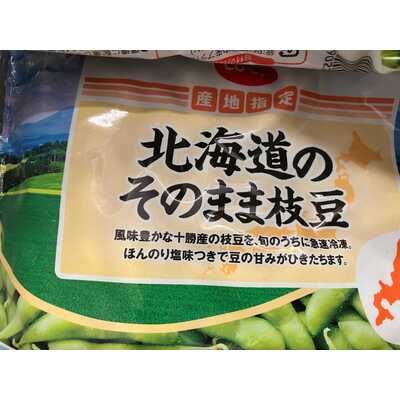 CO・OP
産地指定
北海道の
そのまま枝豆
風味豊かな十勝産の枝豆を、旬のうちに急速冷凍。
ほんのり塩味つきで豆の甘みがひきたちます。